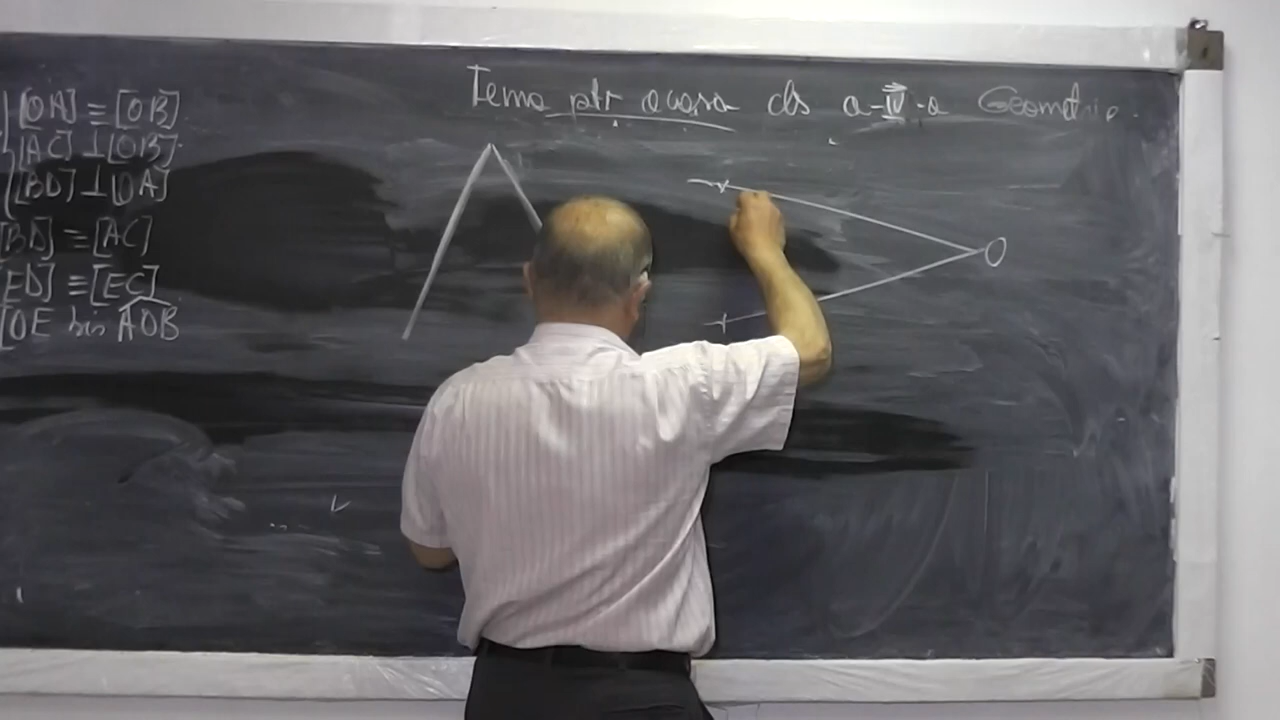 Tema ptr acasa cls a-IV-a Geometrie.
[OA] ≡ [OB]
[AC] ⊥ [OB]
[BD] ⊥ [OA]
[BD] ≡ [AC]
[ED] ≡ [EC]
[OE bis AOB
O